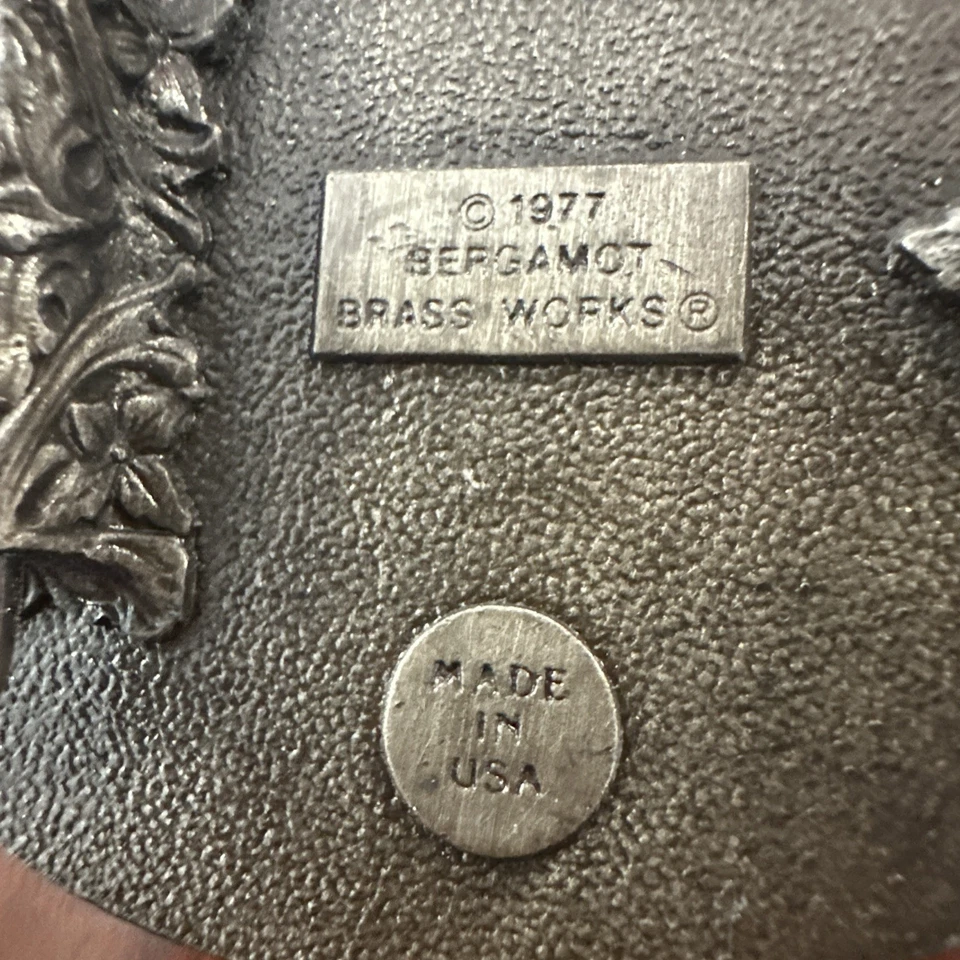 © 1977
BERGAMOT
BRASS WORKS ®
MADE
IN
USA